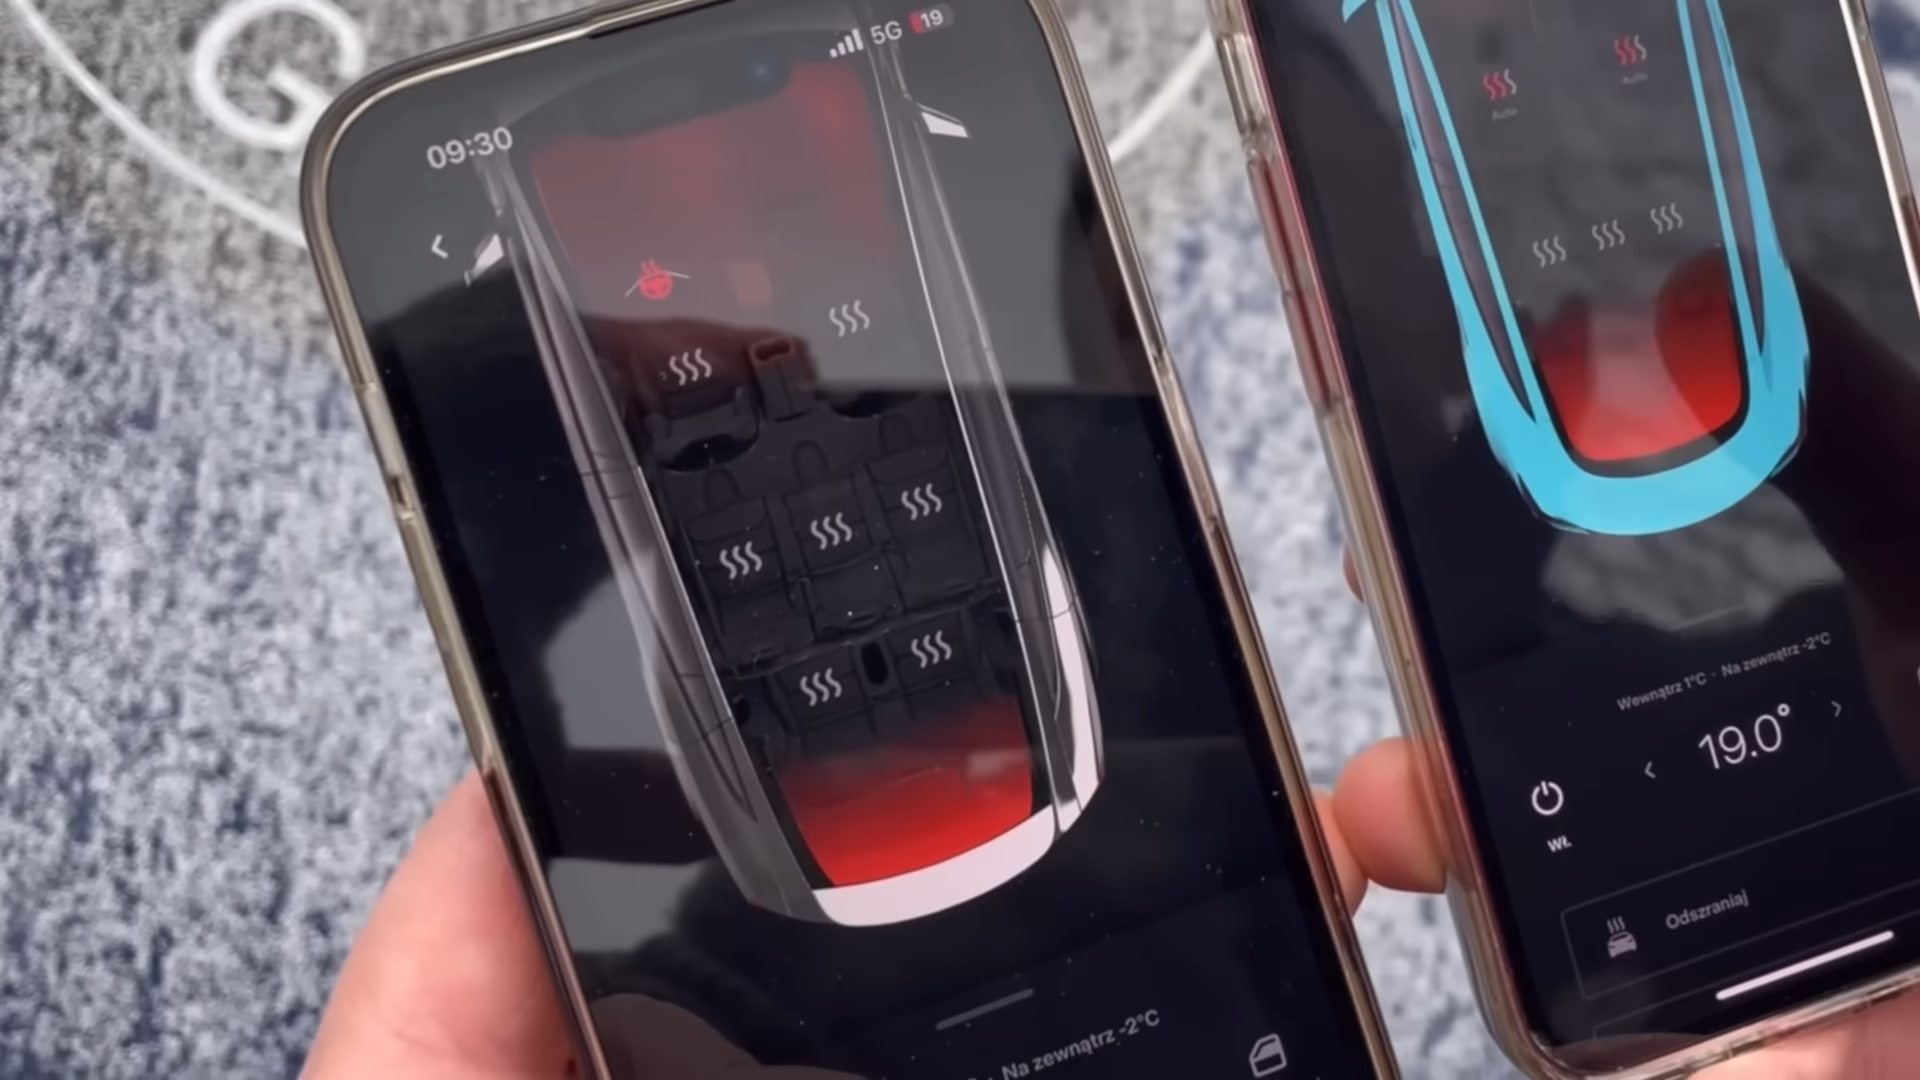 G
09:30
5G 19
Auto
auto
Wewnątrz 1°C · Na zewnątrz -2°C
19.0°
Wł.
Odszraniaj
· Na zewnątrz -2°C